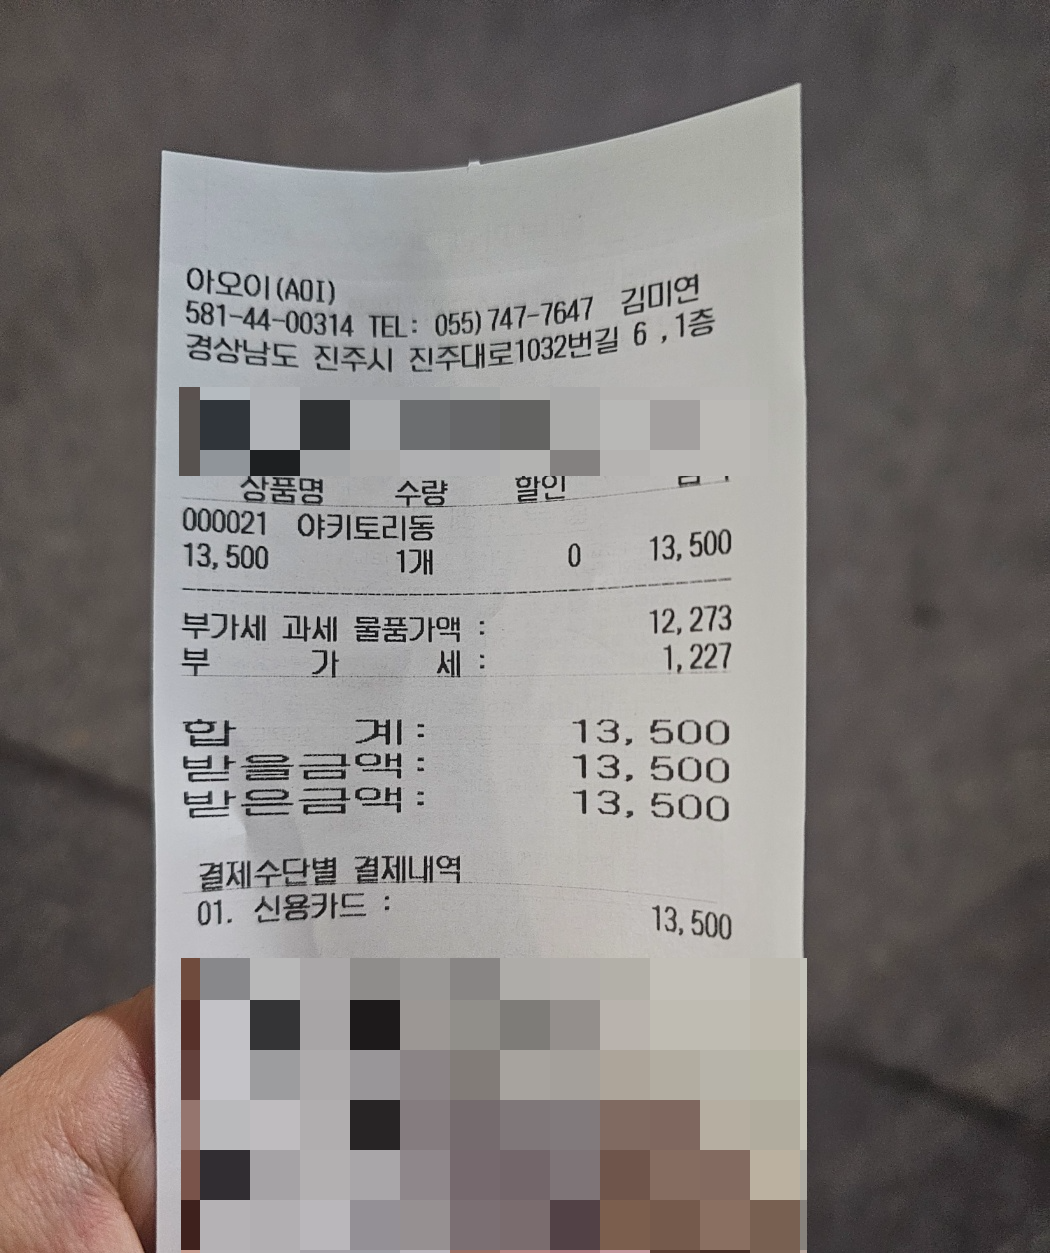 아오이(AOI)
581-44-00314 TEL: 055)747-7647 김미연
경상남도 진주시 진주대로1032번길 6 ,1층
상품명 수량 할인
000021 야키토리동
13,500 1개 0 13,500
부가세 과세 물품가액 : 12,273
부 가 세 : 1,227
합 계: 13,500
받을금액: 13,500
받은금액: 13,500
결제수단별 결제내역
01. 신용카드 : 13,500